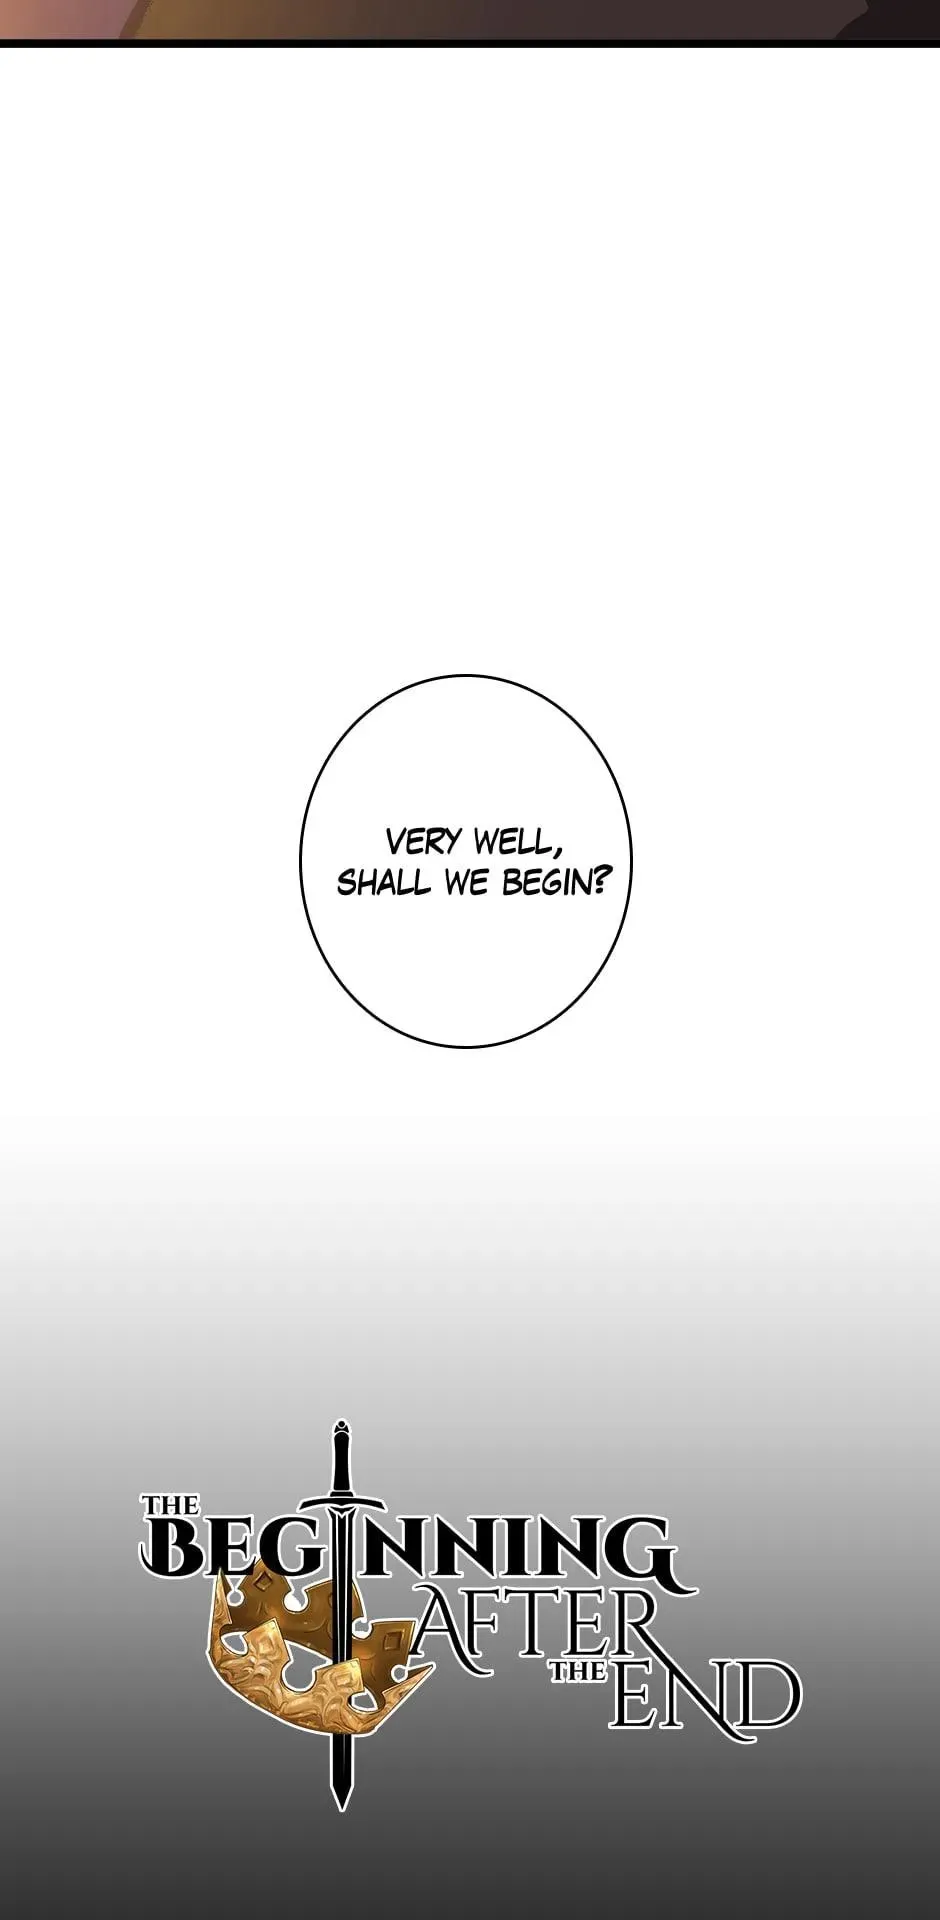 VERY WELL,
SHALL WE BEGIN?
THE
BEGINNING
AFTER
THE
END